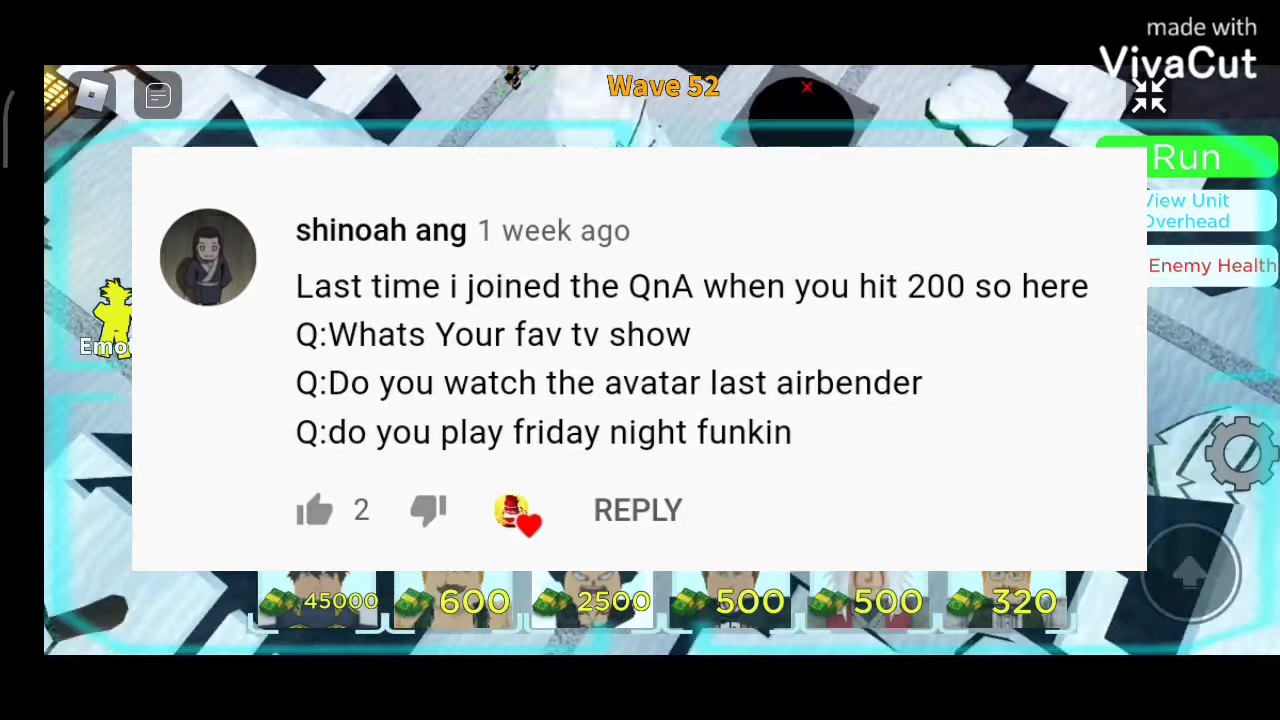 made with
VivaCut
Wave 52
Run
View Unit
Overhead
Enemy Health
shinoah ang 1 week ago
Last time i joined the QnA when you hit 200 so here
Q:Whats Your fav tv show
Q:Do you watch the avatar last airbender
Q:do you play friday night funkin
2 REPLY
45000 600 2500 500 500 320